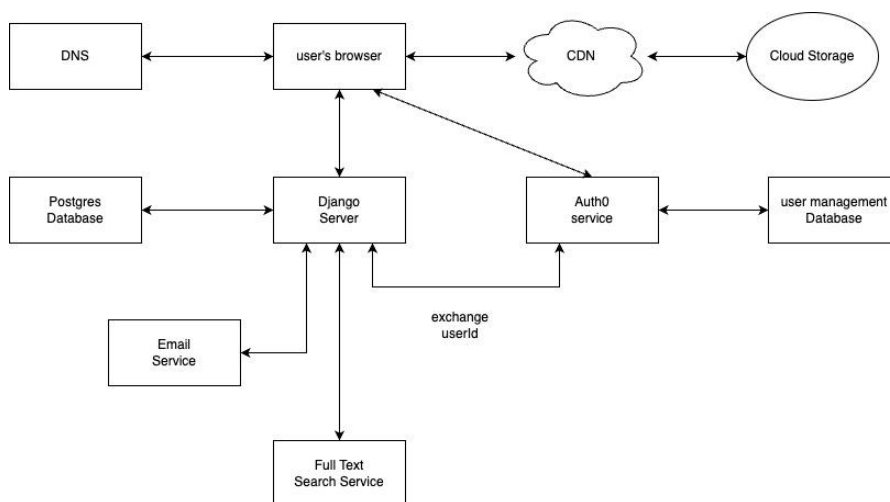 DNS
user's browser
CDN
Cloud Storage
Postgres
Database
Django
Server
Auth0
service
user management
Database
exchange
userId
Email
Service
Full Text
Search Service